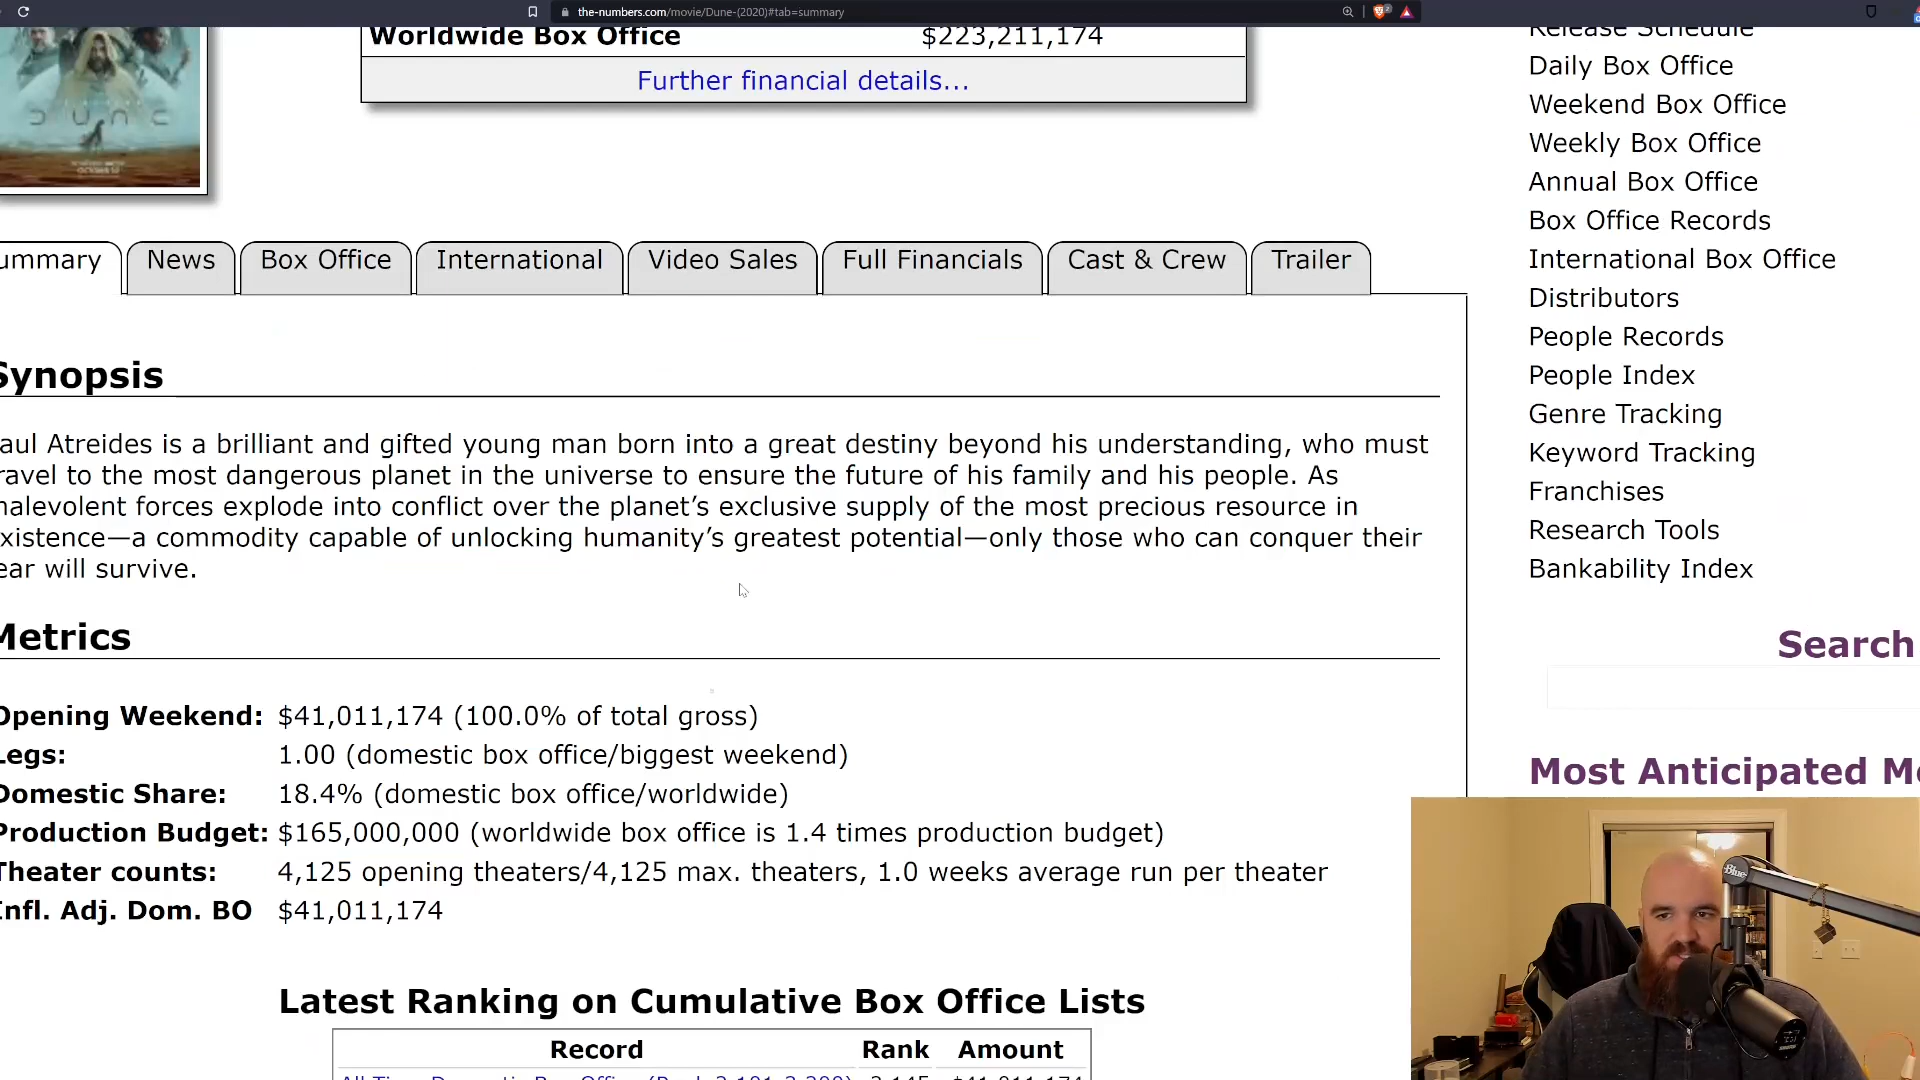 the-numbers.com/movie/Dune-(2020)#tab=summary
Worldwide Box Office $223,211,174
Further financial details...
DUNE
ummary
News
Box Office
International
Video Sales
Full Financials
Cast & Crew
Trailer
Synopsis
aul Atreides is a brilliant and gifted young man born into a great destiny beyond his understanding, who must
ravel to the most dangerous planet in the universe to ensure the future of his family and his people. As
nalevolent forces explode into conflict over the planet’s exclusive supply of the most precious resource in
xistence—a commodity capable of unlocking humanity’s greatest potential—only those who can conquer their
ear will survive.
Metrics
Opening Weekend: $41,011,174 (100.0% of total gross)
Legs: 1.00 (domestic box office/biggest weekend)
Domestic Share: 18.4% (domestic box office/worldwide)
Production Budget: $165,000,000 (worldwide box office is 1.4 times production budget)
Theater counts: 4,125 opening theaters/4,125 max. theaters, 1.0 weeks average run per theater
Infl. Adj. Dom. BO $41,011,174
Latest Ranking on Cumulative Box Office Lists
Record Rank Amount
Release Schedule
Daily Box Office
Weekend Box Office
Weekly Box Office
Annual Box Office
Box Office Records
International Box Office
Distributors
People Records
People Index
Genre Tracking
Keyword Tracking
Franchises
Research Tools
Bankability Index
Search
Most Anticipated M
Blue